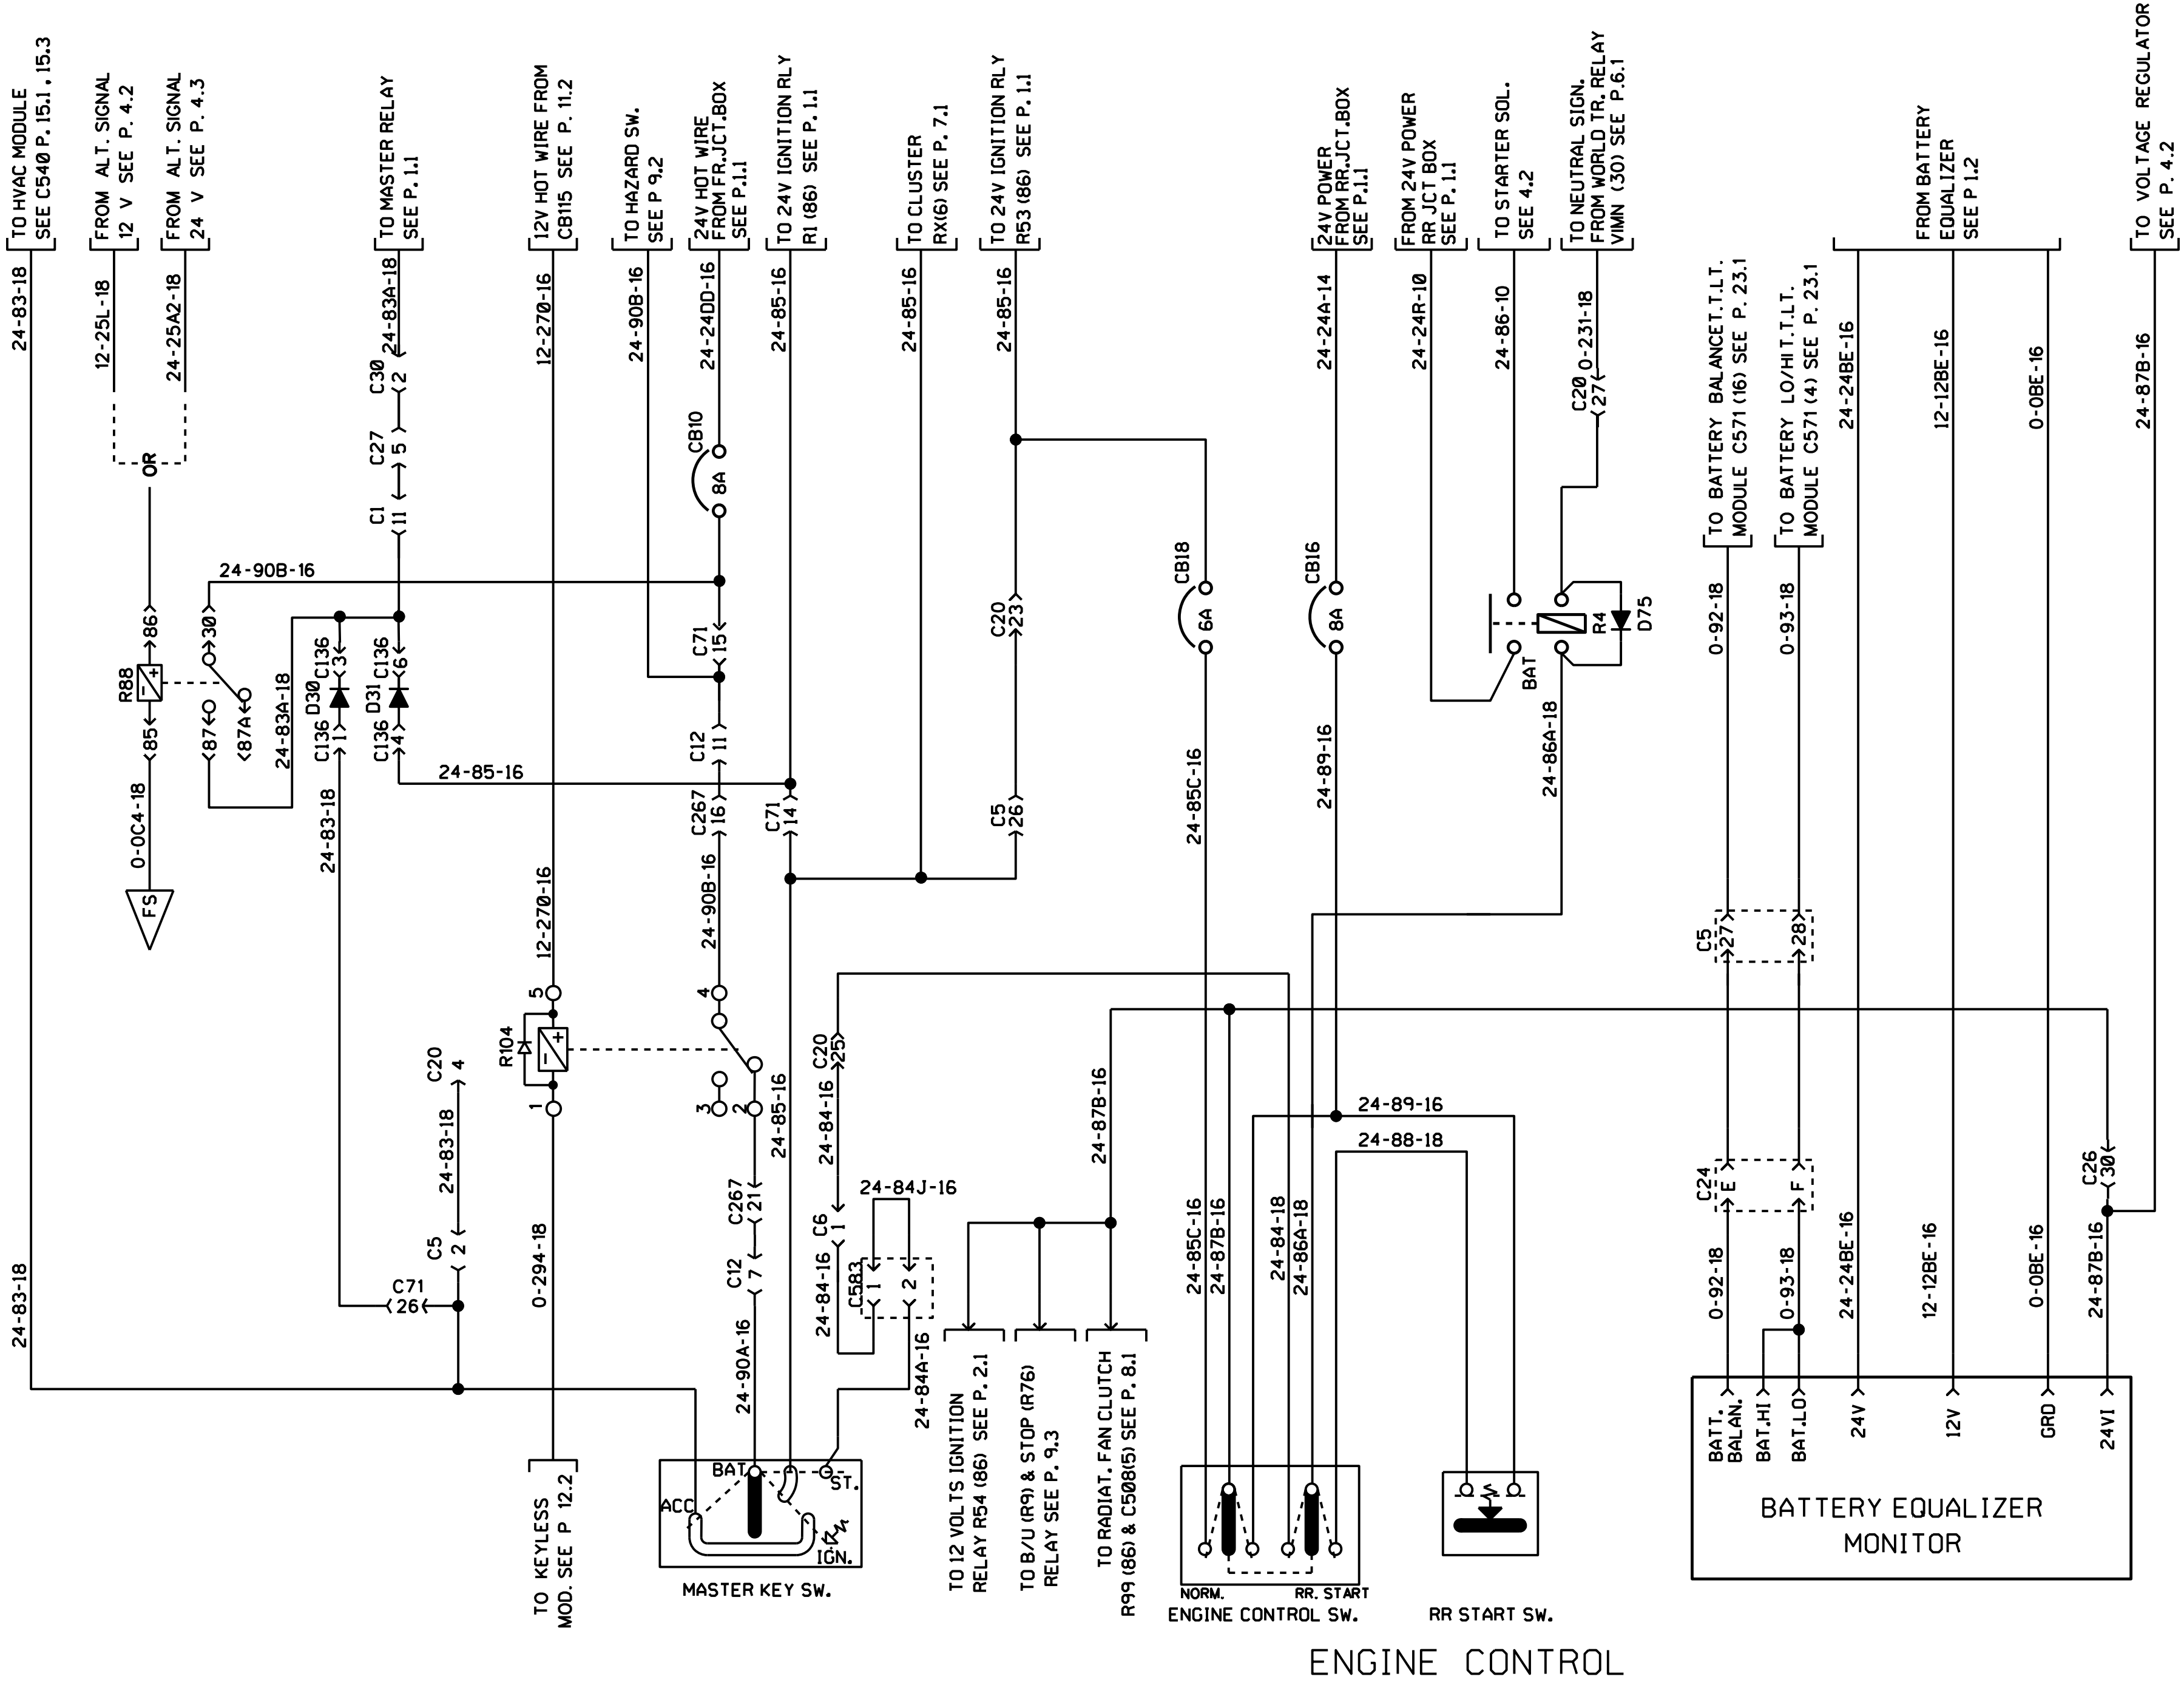 TO HVAC MODULE
SEE C540 P. 15.1 , 15.3
FROM ALT. SIGNAL
12 V SEE P. 4.2
FROM ALT. SIGNAL
24 V SEE P. 4.3
TO MASTER RELAY
SEE P. 1.1
12V HOT WIRE FROM
CB115 SEE P. 11.2
TO HAZARD SW.
SEE P 9.2
24V HOT WIRE
FROM FR.JCT.BOX
SEE P.1.1
TO 24V IGNITION RLY
R1 (86) SEE P. 1.1
TO CLUSTER
RX(6) SEE P. 7.1
TO 24V IGNITION RLY
R53 (86) SEE P. 1.1
24V POWER
FROM RR.JCT.BOX
SEE P.1.1
FROM 24V POWER
RR JCT BOX
SEE P. 1.1
TO STARTER SOL.
SEE 4.2
TO NEUTRAL SIGN.
FROM WORLD TR. RELAY
VIMN (30) SEE P.6.1
TO BATTERY BALANCET.T.LT.
MODULE C571 (16) SEE P. 23.1
TO BATTERY LO/HI T.T.LT.
MODULE C571 (4) SEE P. 23.1
FROM BATTERY
EQUALIZER
SEE P 1.2
TO VOLTAGE REGULATOR
SEE P. 4.2
24-83-18
12-25L-18
24-25A2-18
24-83A-18
12-270-16
24-90B-16
24-24DD-16
24-85-16
24-85-16
24-85-16
24-24A-14
24-24R-10
24-86-10
0-231-18
24-24BE-16
12-12BE-16
0-0BE-16
24-87B-16
C30
2
C27
5
C1
11
OR
CB10
8A
C20
27
24-90B-16
86
30
R88
+
-
85
87
87A
0-0C4-18
FS
24-83A-18
C136
3
D30
C136
1
C136
6
D31
C136
4
24-85-16
24-83-18
C71
15
C12
11
C267
16
C71
14
C20
23
C5
26
CB18
6A
CB16
8A
BAT
R4
D75
0-92-18
0-93-18
24-85C-16
24-89-16
24-86A-18
C5
27
28
12-270-16
24-90B-16
5
R104
+
-
1
4
3
2
24-85-16
C20
25
24-84-16
24-87B-16
C20
4
24-83-18
C5
2
C71
26
0-294-18
C267
21
C12
7
24-90A-16
C6
1
24-84-16
24-84J-16
C583
1
2
24-84A-16
24-89-16
24-88-18
24-85C-16
24-87B-16
24-84-18
24-86A-18
C24
E
F
C26
30
24-83-18
0-92-18
0-93-18
24-24BE-16
12-12BE-16
0-0BE-16
24-87B-16
BAT
ACC
ST.
IGN.
MASTER KEY SW.
TO KEYLESS
MOD. SEE P 12.2
TO 12 VOLTS IGNITION
RELAY R54 (86) SEE P. 2.1
TO B/U (R9) & STOP (R76)
RELAY SEE P. 9.3
TO RADIAT. FAN CLUTCH
R99 (86) & C508(5) SEE P. 8.1
NORM.
RR. START
ENGINE CONTROL SW.
RR START SW.
BATT.
BALAN.
BAT.HI
BAT.LO
24V
12V
GRD
24VI
BATTERY EQUALIZER
MONITOR
ENGINE CONTROL